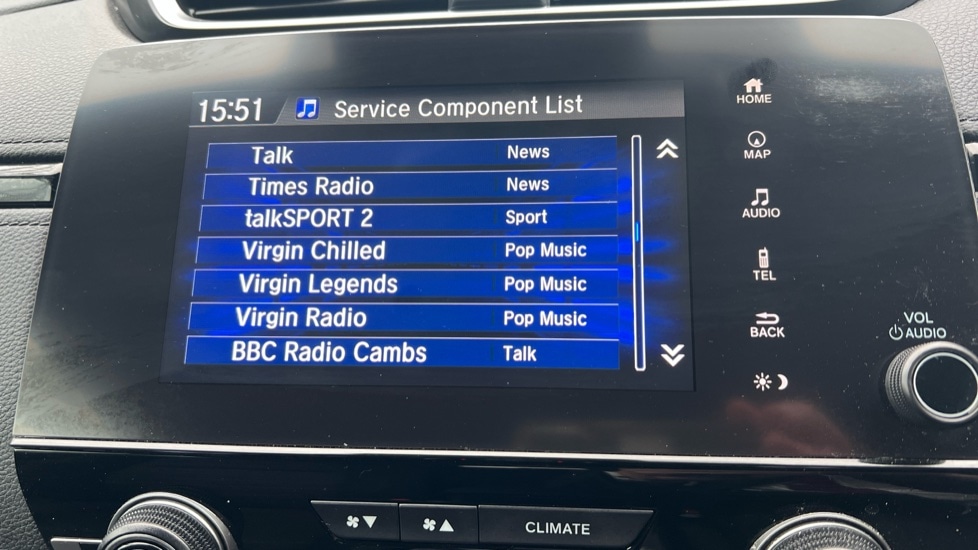 15:51 Service Component List
Talk News
Times Radio News
talkSPORT 2 Sport
Virgin Chilled Pop Music
Virgin Legends Pop Music
Virgin Radio Pop Music
BBC Radio Cambs Talk
HOME
MAP
AUDIO
TEL
BACK
VOL
AUDIO
CLIMATE